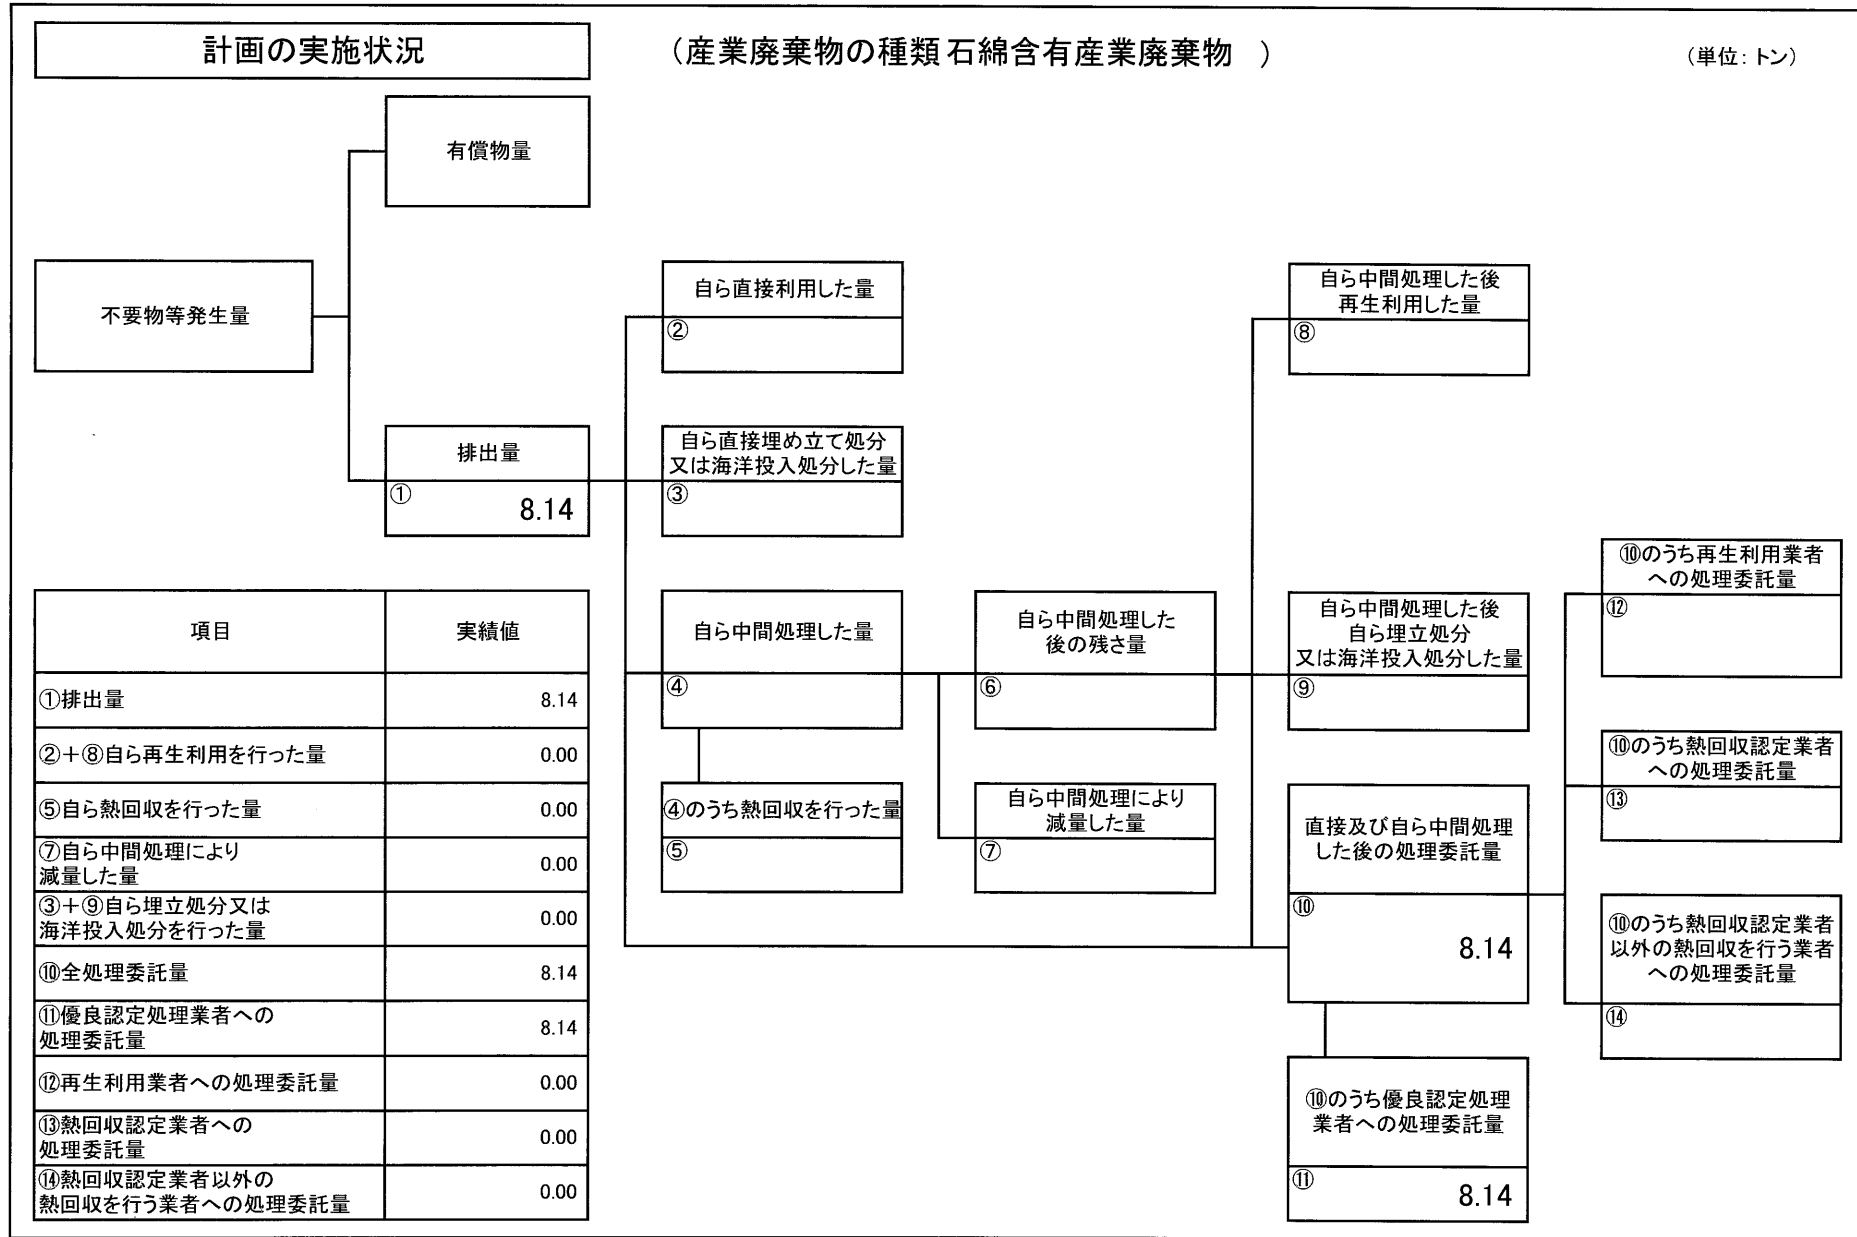 計画の実施状況
（産業廃棄物の種類 石綿含有産業廃棄物　）
（単位：トン）
有償物量
不要物等発生量
自ら直接利用した量
②
自ら中間処理した後
再生利用した量
⑧
排出量
①
8.14
自ら直接埋め立て処分
又は海洋投入処分した量
③
⑩のうち再生利用業者
への処理委託量
⑫
自ら中間処理した量
④
自ら中間処理した
後の残さ量
⑥
自ら中間処理した後
自ら埋立処分
又は海洋投入処分した量
⑨
⑩のうち熱回収認定業者
への処理委託量
⑬
④のうち熱回収を行った量
⑤
自ら中間処理により
減量した量
⑦
直接及び自ら中間処理
した後の処理委託量
⑩
8.14
⑩のうち熱回収認定業者
以外の熱回収を行う業者
への処理委託量
⑭
⑩のうち優良認定処理
業者への処理委託量
⑪
8.14
項目 実績値
①排出量 8.14
②＋⑧自ら再生利用を行った量 0.00
⑤自ら熱回収を行った量 0.00
⑦自ら中間処理により
減量した量 0.00
③＋⑨自ら埋立処分又は
海洋投入処分を行った量 0.00
⑩全処理委託量 8.14
⑪優良認定処理業者への
処理委託量 8.14
⑫再生利用業者への処理委託量 0.00
⑬熱回収認定業者への
処理委託量 0.00
⑭熱回収認定業者以外の
熱回収を行う業者への処理委託量 0.00